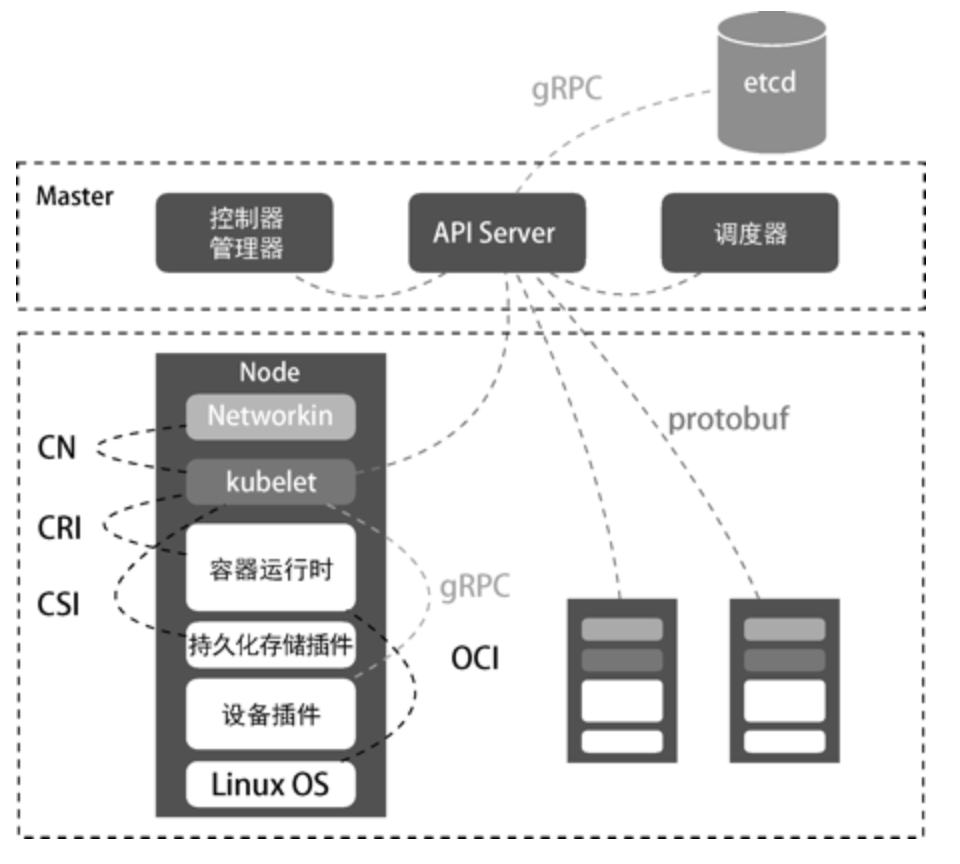 etcd
gRPC
Master
控制器
管理器
API Server
调度器
Node
Networkin
CN
kubelet
protobuf
CRI
容器运行时
gRPC
CSI
持久化存储插件
OCI
设备插件
Linux OS